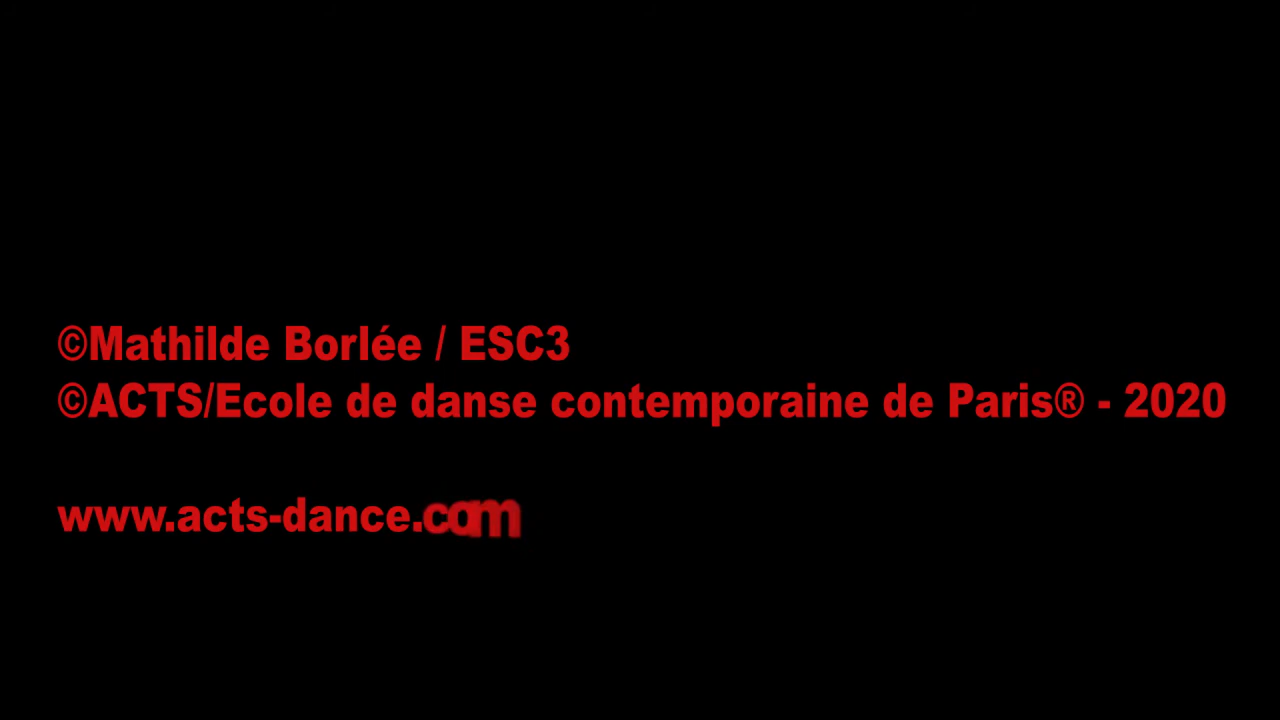 ©Mathilde Borlée / ESC3
©ACTS/Ecole de danse contemporaine de Paris® - 2020
www.acts-dance.com